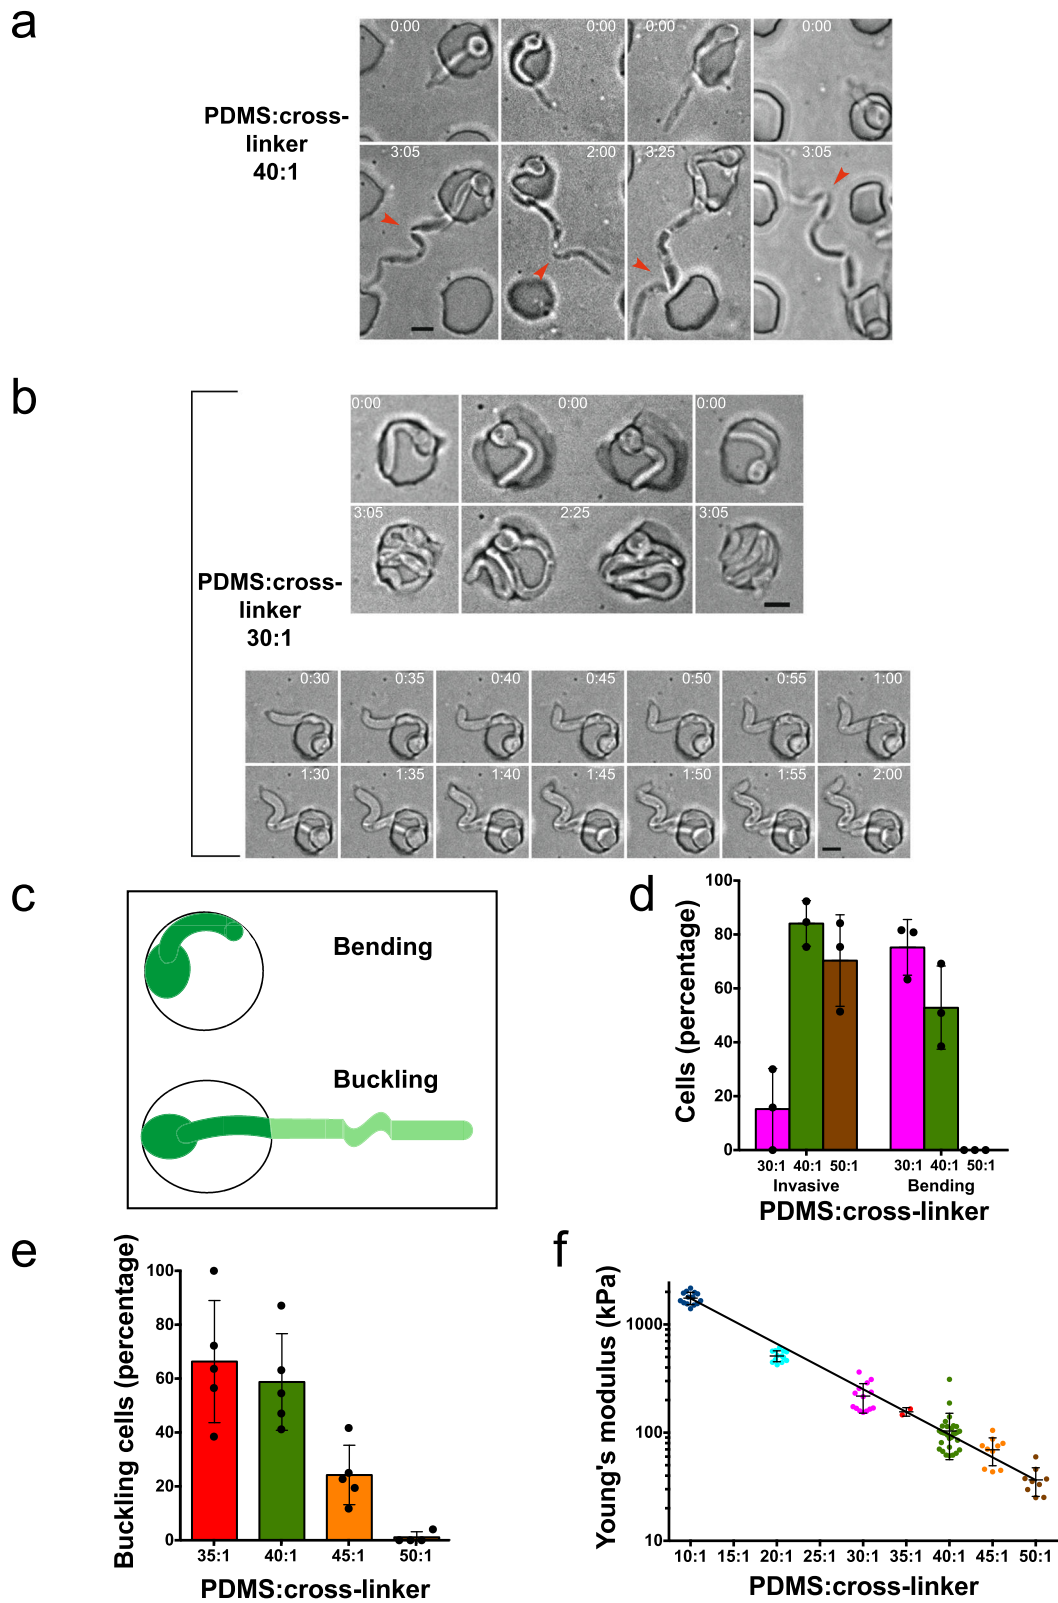 a
PDMS:cross-
linker
40:1
0:00
0:00
0:00
0:00
3:05
2:00
3:25
3:05
b
PDMS:cross-
linker
30:1
0:00
0:00
0:00
3:05
2:25
3:05
0:30
0:35
0:40
0:45
0:50
0:55
1:00
1:30
1:35
1:40
1:45
1:50
1:55
2:00
c
Bending
Buckling
d
Cells (percentage)
100
80
60
40
20
0
30:1 40:1 50:1 30:1 40:1 50:1
Invasive Bending
PDMS:cross-linker
e
Buckling cells (percentage)
100
80
60
40
20
0
35:1 40:1 45:1 50:1
PDMS:cross-linker
f
Young's modulus (kPa)
1000
100
10
10:1 15:1 20:1 25:1 30:1 35:1 40:1 45:1 50:1
PDMS:cross-linker